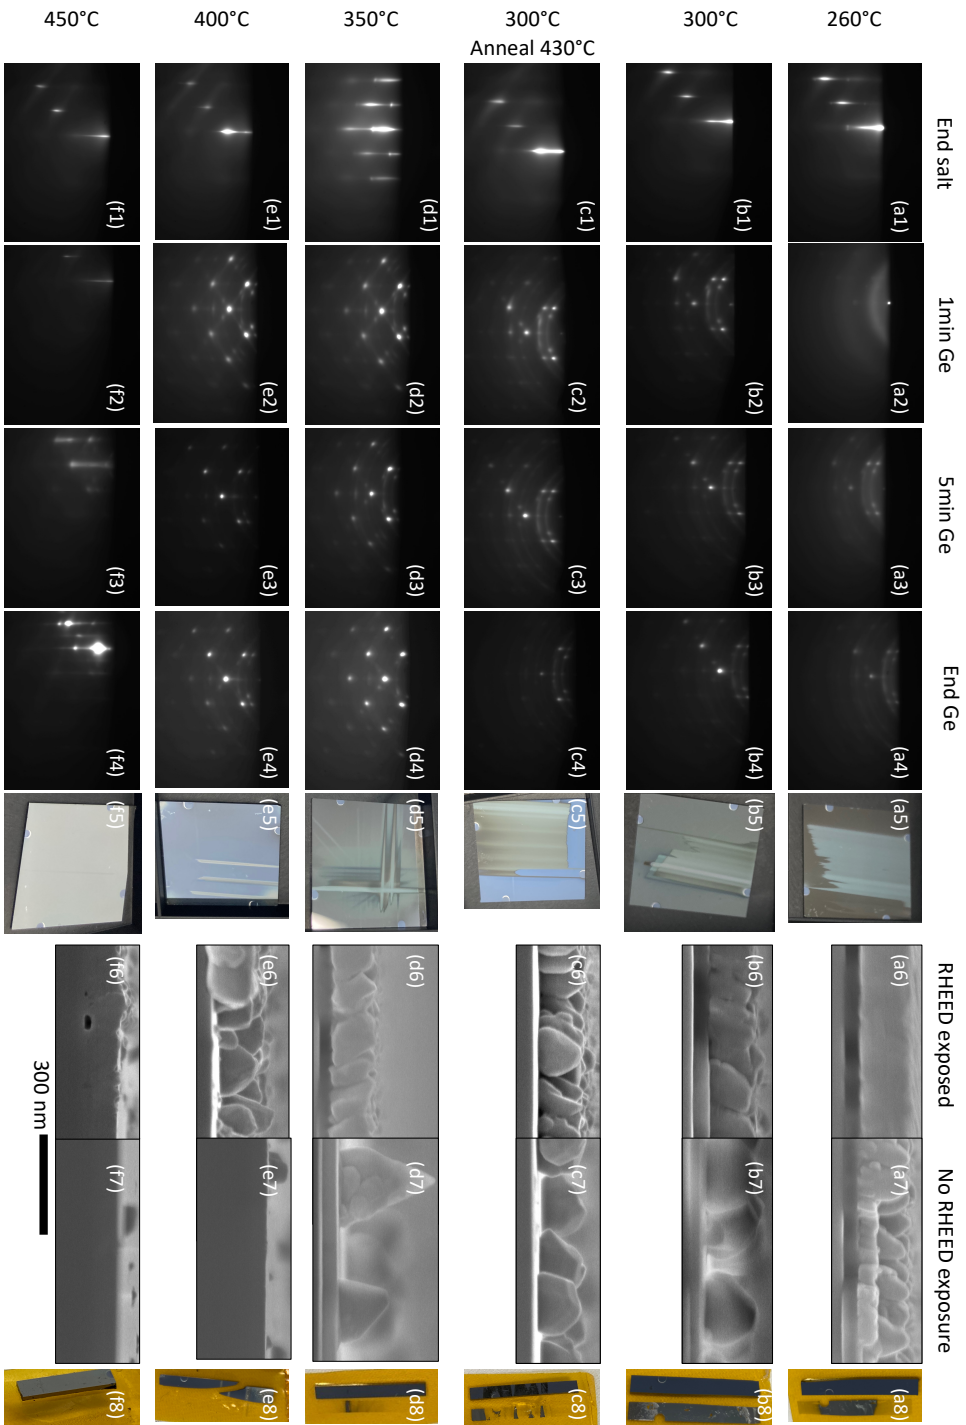 450°C
400°C
350°C
300°C
Anneal 430°C
300°C
260°C
End salt
(f1)
(e1)
(d1)
(c1)
(b1)
(a1)
1min Ge
(f2)
(e2)
(d2)
(c2)
(b2)
(a2)
5min Ge
(f3)
(e3)
(d3)
(c3)
(b3)
(a3)
End Ge
(f4)
(e4)
(d4)
(c4)
(b4)
(a4)
(f5)
(e5)
(d5)
(c5)
(b5)
(a5)
RHEED exposed
(f6)
(e6)
(d6)
(c6)
(b6)
(a6)
300 nm
No RHEED exposure
(f7)
(e7)
(d7)
(c7)
(b7)
(a7)
(f8)
(e8)
(d8)
(c8)
(b8)
(a8)